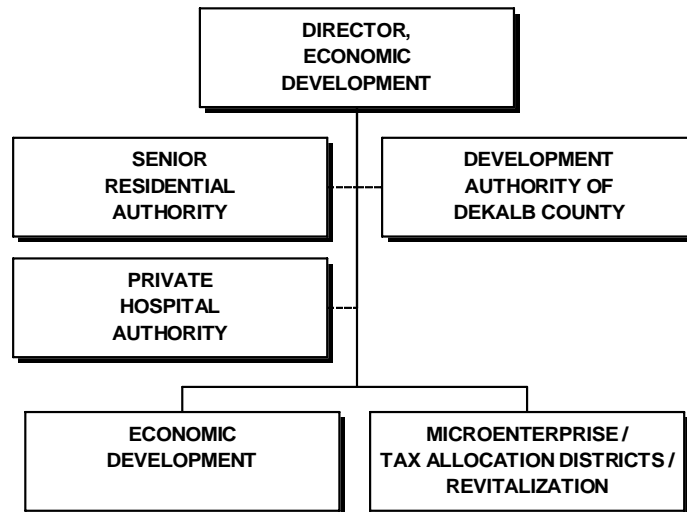 DIRECTOR,
ECONOMIC
DEVELOPMENT
SENIOR
RESIDENTIAL
AUTHORITY
DEVELOPMENT
AUTHORITY OF
DEKALB COUNTY
PRIVATE
HOSPITAL
AUTHORITY
ECONOMIC
DEVELOPMENT
MICROENTERPRISE /
TAX ALLOCATION DISTRICTS /
REVITALIZATION